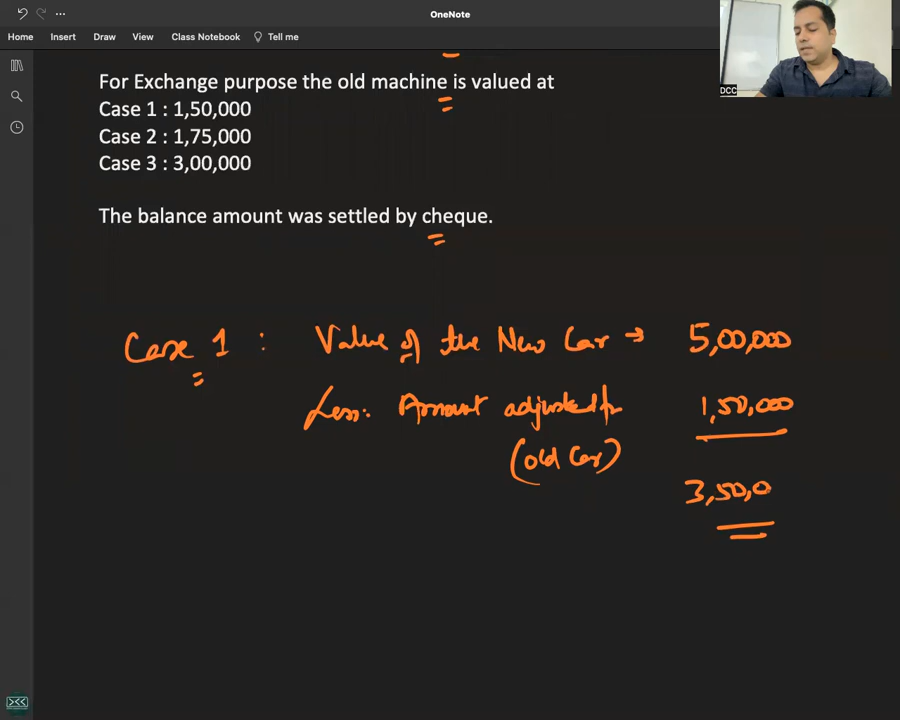 OneNote
Home Insert Draw View Class Notebook Tell me
DCC
For Exchange purpose the old machine is valued at
Case 1 : 1,50,000
Case 2 : 1,75,000
Case 3 : 3,00,000
The balance amount was settled by cheque.
Case 1 : Value of the New Car → 5,00,000
Less: Amount adjusted for 1,50,000
(old Car)
3,50,0